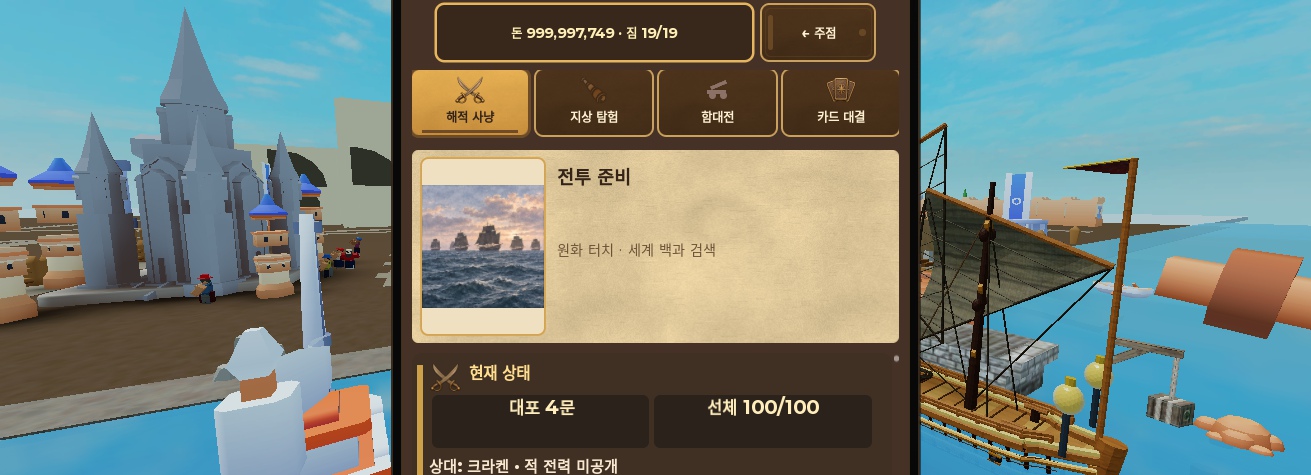 돈 999,997,749 · 짐 19/19
← 주점
해적 사냥
지상 탐험
함대전
카드 대결
전투 준비
원화 터치 · 세계 백과 검색
현재 상태
대포 4문
선체 100/100
상대: 크라켄 • 적 전력 미공개